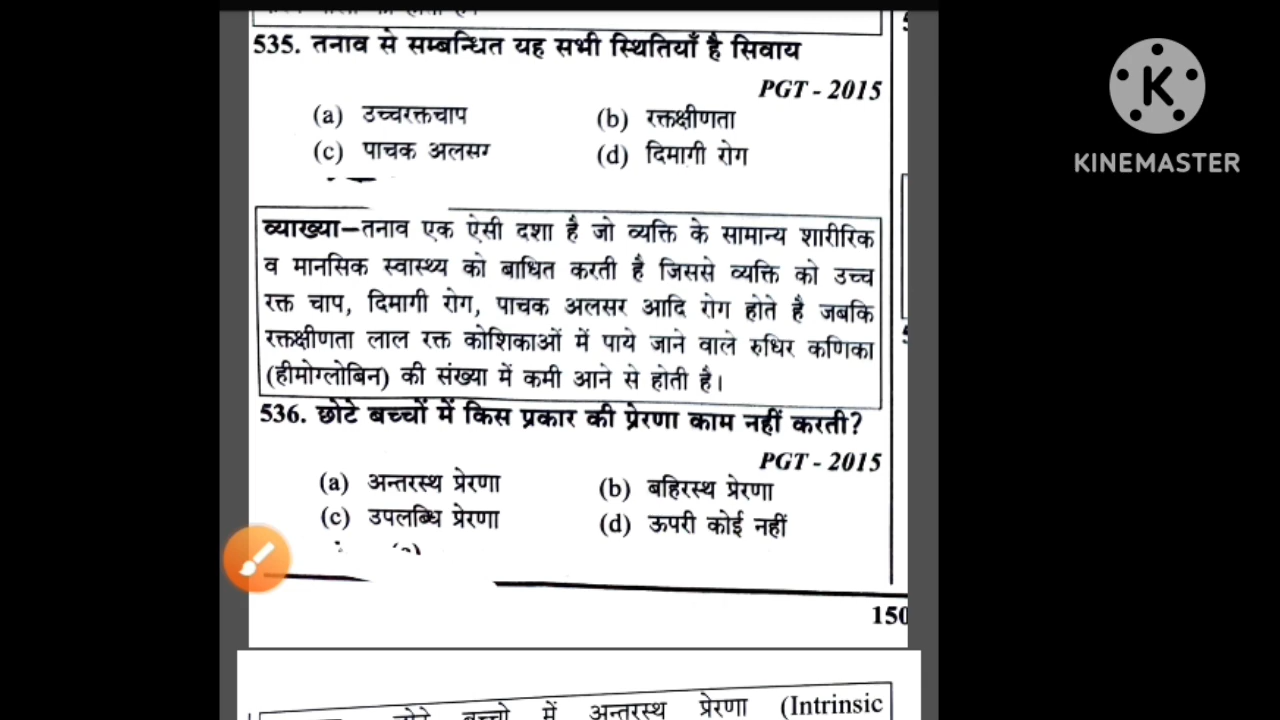 535. तनाव से सम्बन्धित यह सभी स्थितियाँ है सिवाय
PGT - 2015
(a) उच्चरक्तचाप (b) रक्तक्षीणता
(c) पाचक अलसर (d) दिमागी रोग
व्याख्या–तनाव एक ऐसी दशा है जो व्यक्ति के सामान्य शारीरिक
व मानसिक स्वास्थ्य को बाधित करती है जिससे व्यक्ति को उच्च
रक्त चाप, दिमागी रोग, पाचक अलसर आदि रोग होते है जबकि
रक्तक्षीणता लाल रक्त कोशिकाओं में पाये जाने वाले रुधिर कणिका
(हीमोग्लोबिन) की संख्या में कमी आने से होती है।
536. छोटे बच्चों में किस प्रकार की प्रेरणा काम नहीं करती?
PGT - 2015
(a) अन्तरस्थ प्रेरणा (b) बहिरस्थ प्रेरणा
(c) उपलब्धि प्रेरणा (d) ऊपरी कोई नहीं
150
छोटे बच्चो में अन्तरस्थ प्रेरणा (Intrinsic
K
KINEMASTER